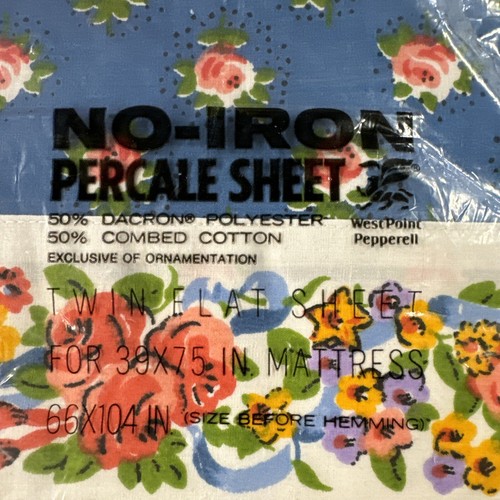 NO-IRON
PERCALE SHEET ®
50% DACRON® POLYESTER
50% COMBED COTTON
EXCLUSIVE OF ORNAMENTATION
WestPoint
Pepperell
TWIN FLAT SHEET
FOR 39X75 IN MATTRESS
66X104 IN (SIZE BEFORE HEMMING)